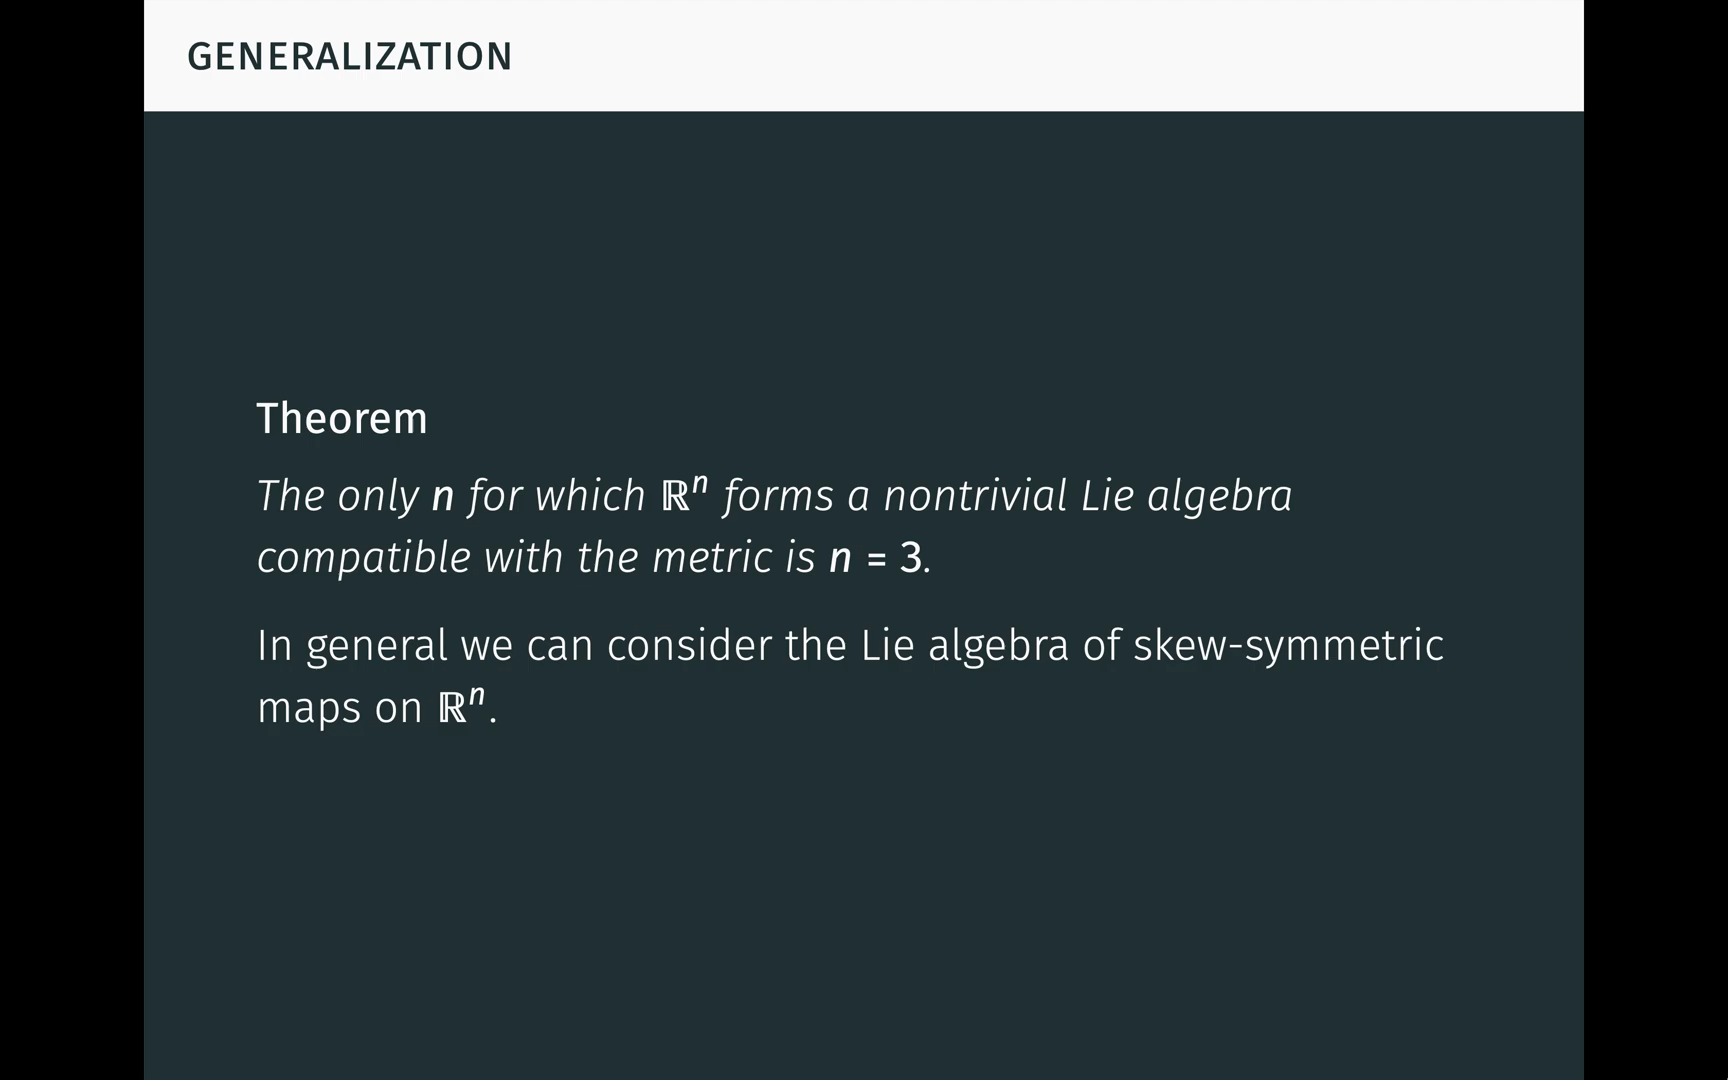 GENERALIZATION
Theorem
The only n for which ℝⁿ forms a nontrivial Lie algebra
compatible with the metric is n = 3.
In general we can consider the Lie algebra of skew-symmetric
maps on ℝⁿ.